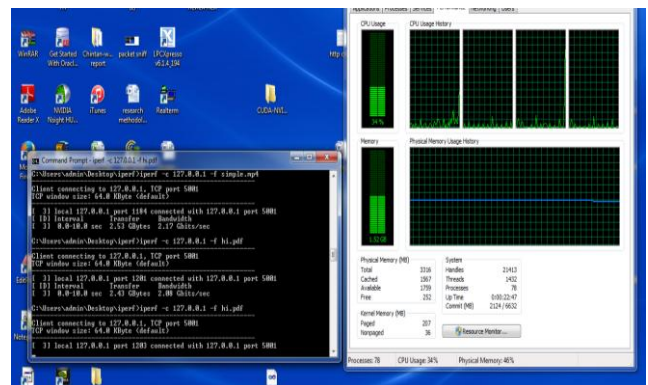 Applications Processes Services Performance Networking Users
CPU Usage
CPU Usage History
34 %
Memory
Physical Memory Usage History
1.52 GB
Physical Memory (MB)
Total 3316
Cached 1567
Available 1759
Free 252
System
Handles 21413
Threads 1432
Processes 78
Up Time 0:00:22:47
Commit (MB) 2124 / 6632
Kernel Memory (MB)
Paged 207
Nonpaged 36
Resource Monitor...
Processes: 78 CPU Usage: 34% Physical Memory: 46%
WinRAR
Get Started With Oracl...
Chintan-w... report
packet sniff
LPCXpresso v6.1.4_194
Adobe Reader X
NVIDIA Nsight HU...
iTunes
research methodol...
Realterm
CUDA-NVI...
Command Prompt - iperf -c 127.0.0.1 -f hi.pdf
C:\Users\admin\Desktop\iperf>iperf -c 127.0.0.1 -f simple.mp4
Client connecting to 127.0.0.1, TCP port 5001
TCP window size: 64.0 KByte (default)
[ 3] local 127.0.0.1 port 1184 connected with 127.0.0.1 port 5001
[ ID] Interval Transfer Bandwidth
[ 3] 0.0-10.0 sec 2.53 GBytes 2.17 Gbits/sec
C:\Users\admin\Desktop\iperf>iperf -c 127.0.0.1 -f hi.pdf
Client connecting to 127.0.0.1, TCP port 5001
TCP window size: 64.0 KByte (default)
[ 3] local 127.0.0.1 port 1201 connected with 127.0.0.1 port 5001
[ ID] Interval Transfer Bandwidth
[ 3] 0.0-10.0 sec 2.43 GBytes 2.08 Gbits/sec
C:\Users\admin\Desktop\iperf>iperf -c 127.0.0.1 -f hi.pdf
Client connecting to 127.0.0.1, TCP port 5001
TCP window size: 64.0 KByte (default)
[ 3] local 127.0.0.1 port 1203 connected with 127.0.0.1 port 5001